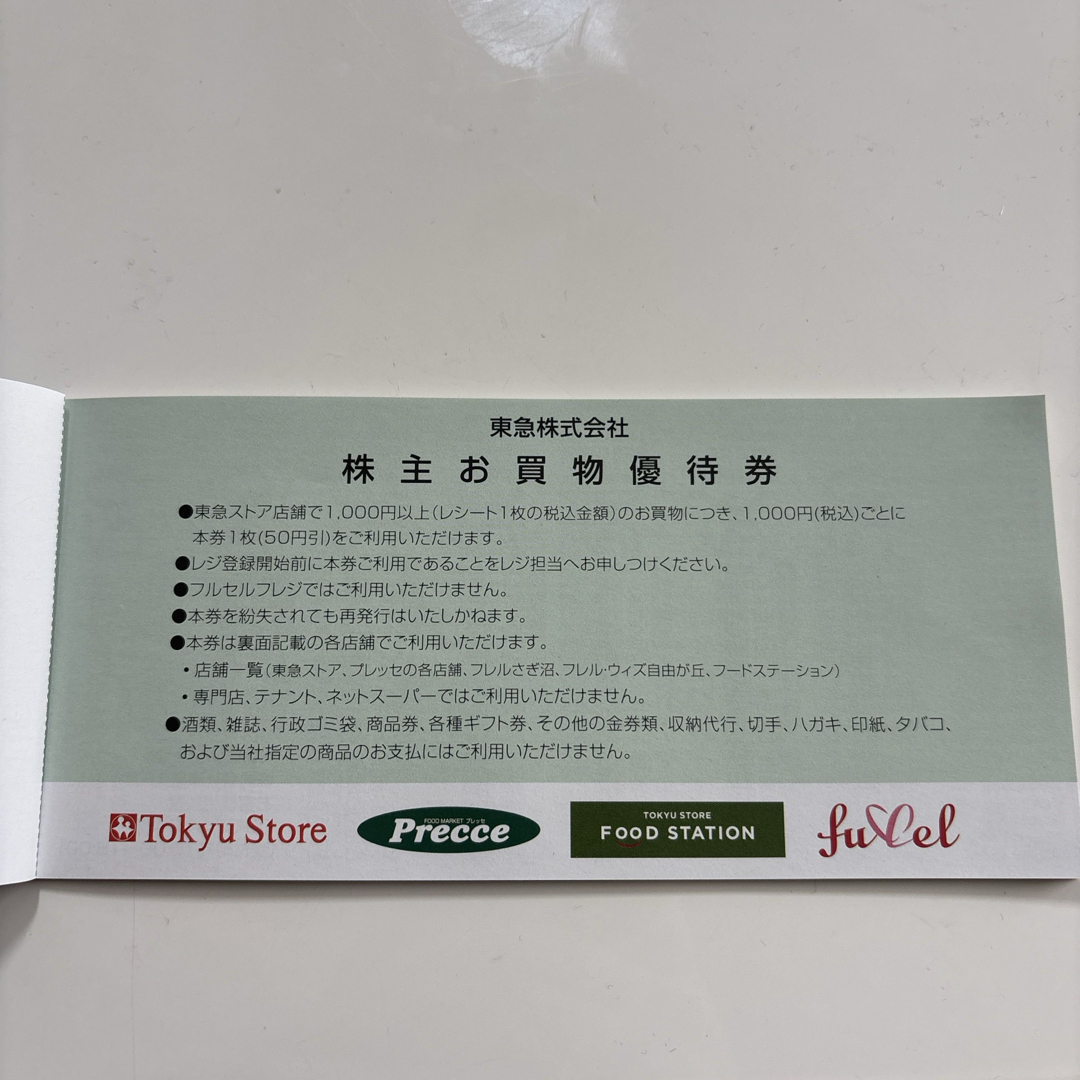 東急株式会社
株主お買物優待券
●東急ストア店舗で1,000円以上(レシート1枚の税込金額)のお買物につき、1,000円(税込)ごとに
本券1枚(50円引)をご利用いただけます。
●レジ登録開始前に本券ご利用であることをレジ担当へお申しつけください。
●フルセルフレジではご利用いただけません。
●本券を紛失されても再発行はいたしかねます。
●本券は裏面記載の各店舗でご利用いただけます。
・店舗一覧(東急ストア、プレッセの各店舗、フレルさぎ沼、フレル・ウィズ自由が丘、フードステーション)
・専門店、テナント、ネットスーパーではご利用いただけません。
●酒類、雑誌、行政ゴミ袋、商品券、各種ギフト券、その他の金券類、収納代行、切手、ハガキ、印紙、タバコ、
および当社指定の商品のお支払にはご利用いただけません。
Tokyu Store
FOOD MARKET プレッセ
Precce
TOKYU STORE
FOOD STATION
fullel